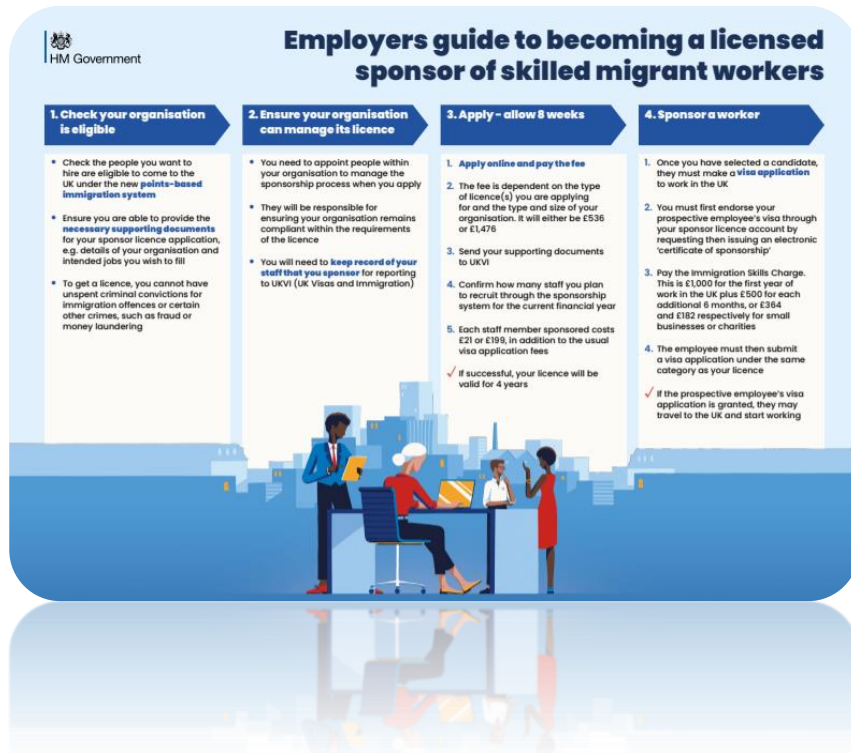 HM Government
Employers guide to becoming a licensed
sponsor of skilled migrant workers
1. Check your organisation
is eligible
• Check the people you want to
hire are eligible to come to the
UK under the new points-based
immigration system
• Ensure you are able to provide the
necessary supporting documents
for your sponsor licence application,
e.g. details of your organisation and
intended jobs you wish to fill
• To get a licence, you cannot have
unspent criminal convictions for
immigration offences or certain
other crimes, such as fraud or
money laundering
2. Ensure your organisation
can manage its licence
• You need to appoint people within
your organisation to manage the
sponsorship process when you apply
• They will be responsible for
ensuring your organisation remains
compliant within the requirements
of the licence
• You will need to keep record of your
staff that you sponsor for reporting
to UKVI (UK Visas and Immigration)
3. Apply - allow 8 weeks
1. Apply online and pay the fee
2. The fee is dependent on the type
of licence(s) you are applying
for and the type and size of your
organisation. It will either be £536
or £1,476
3. Send your supporting documents
to UKVI
4. Confirm how many staff you plan
to recruit through the sponsorship
system for the current financial year
5. Each staff member sponsored costs
£21 or £199, in addition to the usual
visa application fees
✓ If successful, your licence will be
valid for 4 years
4. Sponsor a worker
1. Once you have selected a candidate,
they must make a visa application
to work in the UK
2. You must first endorse your
prospective employee's visa through
your sponsor licence account by
requesting then issuing an electronic
'certificate of sponsorship'
3. Pay the Immigration Skills Charge.
This is £1,000 for the first year of
work in the UK plus £500 for each
additional 6 months, or £364
and £182 respectively for small
businesses or charities
4. The employee must then submit
a visa application under the same
category as your licence
✓ If the prospective employee's visa
application is granted, they may
travel to the UK and start working